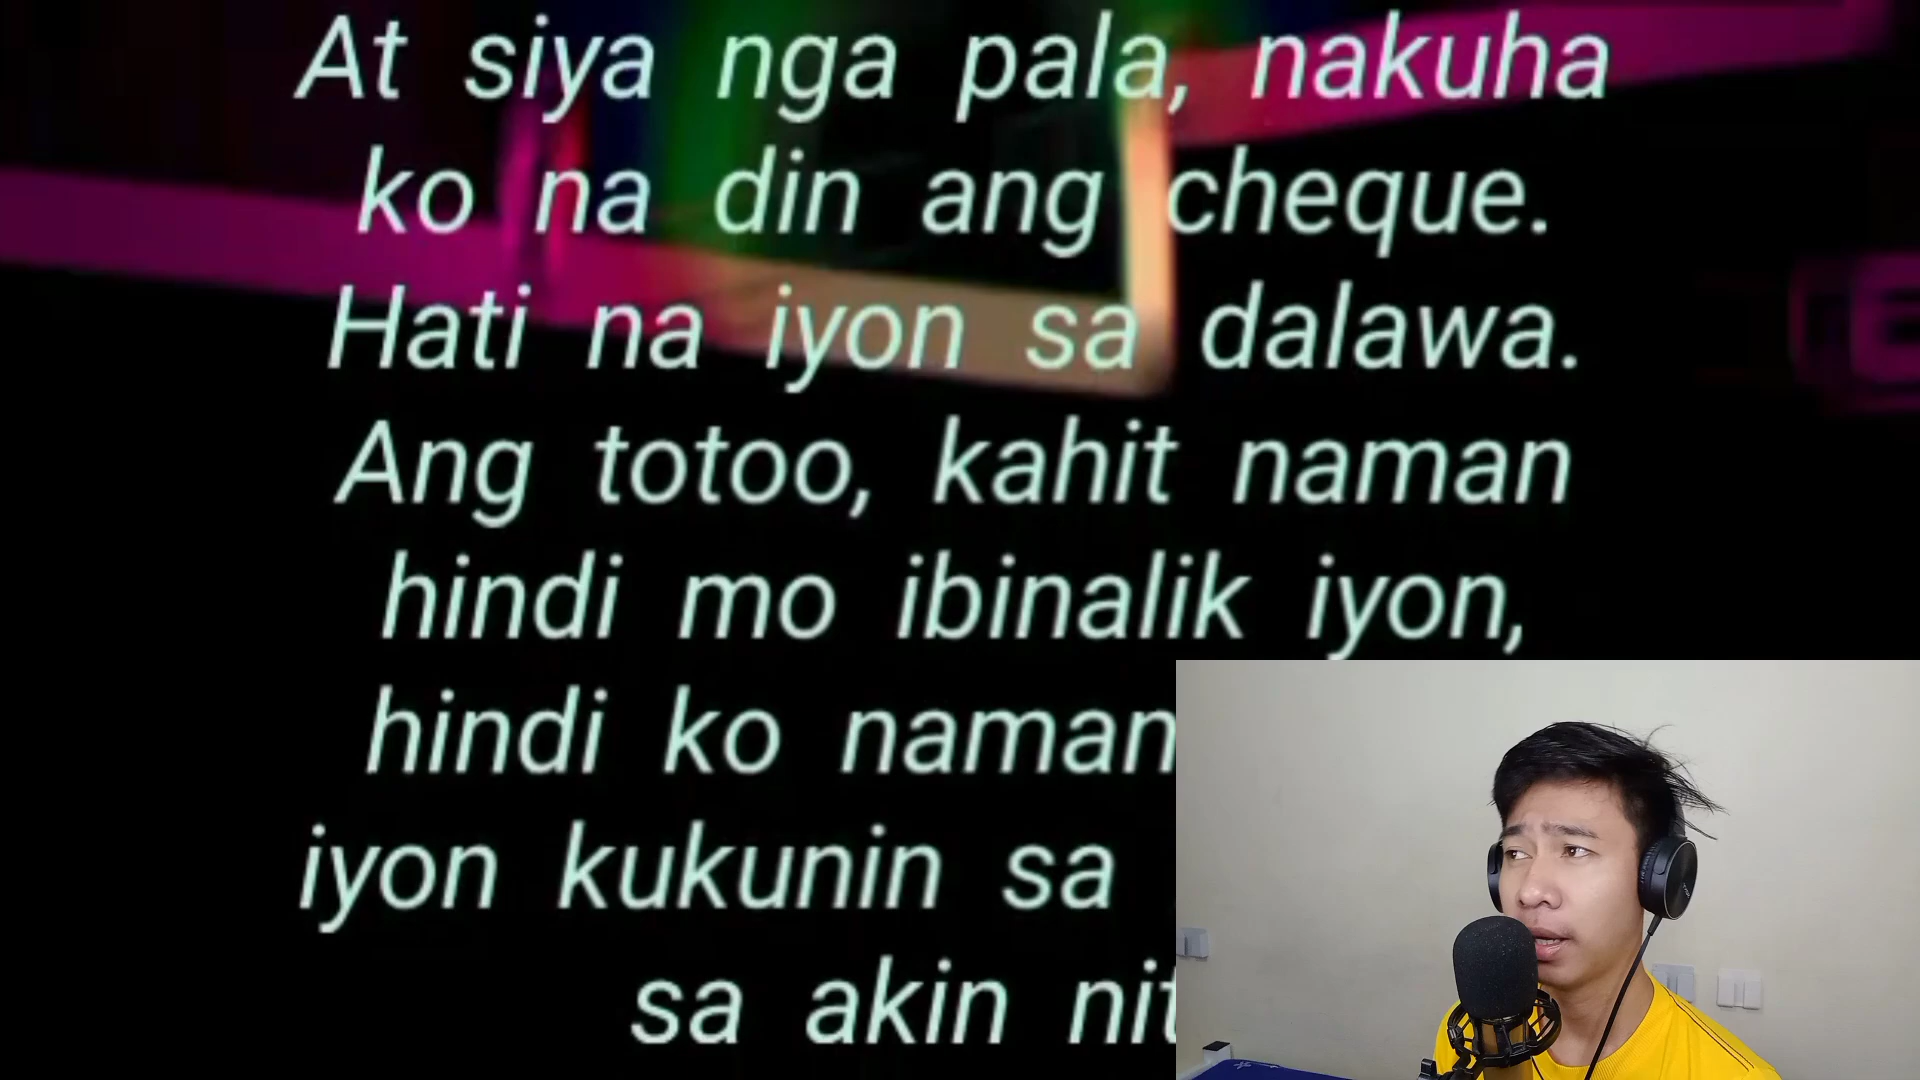 At siya nga pala, nakuha
ko na din ang cheque.
Hati na iyon sa dalawa.
Ang totoo, kahit naman
hindi mo ibinalik iyon,
hindi ko naman
iyon kukunin sa
sa akin